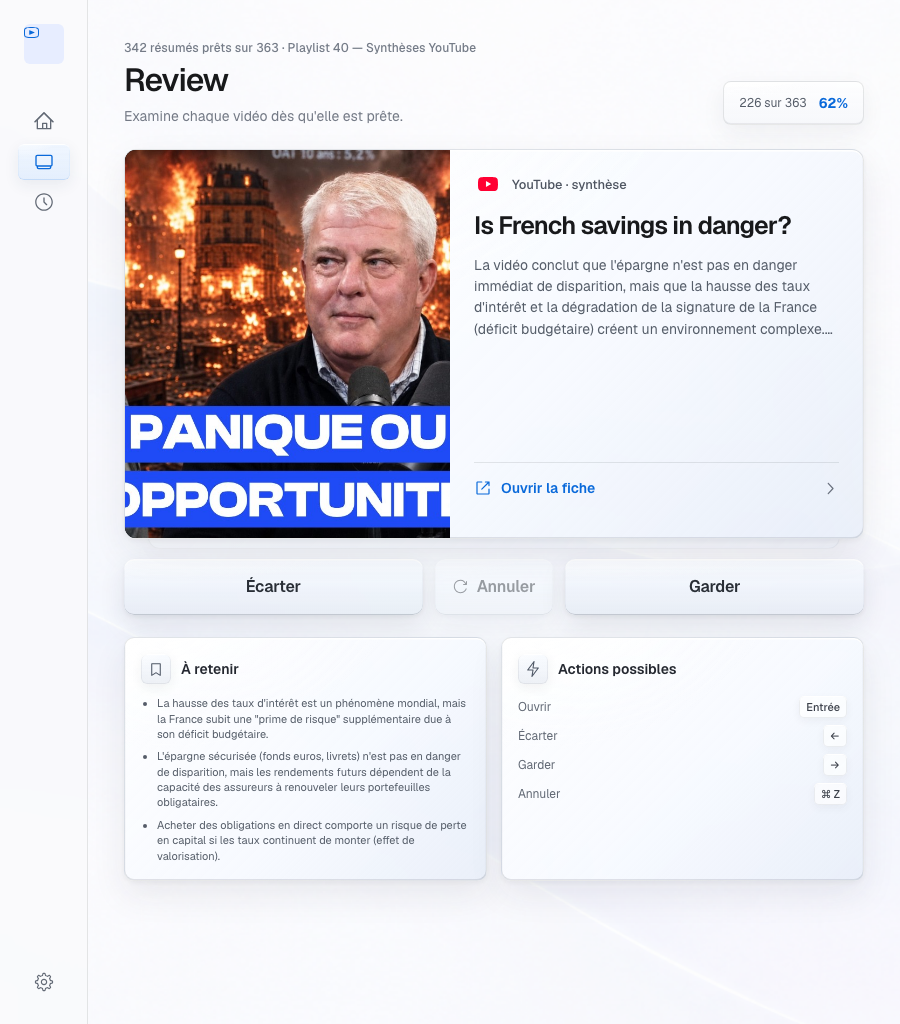 342 résumés prêts sur 363 · Playlist 40 — Synthèses YouTube
Review
Examine chaque vidéo dès qu'elle est prête.
226 sur 363 62%
OAT 10 ans : 5,2%
PANIQUE OU
OPPORTUNITÉ
YouTube · synthèse
Is French savings in danger?
La vidéo conclut que l'épargne n'est pas en danger
immédiat de disparition, mais que la hausse des taux
d'intérêt et la dégradation de la signature de la France
(déficit budgétaire) créent un environnement complexe....
Ouvrir la fiche
Écarter
Annuler
Garder
À retenir
La hausse des taux d'intérêt est un phénomène mondial, mais
la France subit une "prime de risque" supplémentaire due à
son déficit budgétaire.
L'épargne sécurisée (fonds euros, livrets) n'est pas en danger
de disparition, mais les rendements futurs dépendent de la
capacité des assureurs à renouveler leurs portefeuilles
obligataires.
Acheter des obligations en direct comporte un risque de perte
en capital si les taux continuent de monter (effet de
valorisation).
Actions possibles
Ouvrir Entrée
Écarter ←
Garder →
Annuler ⌘ Z